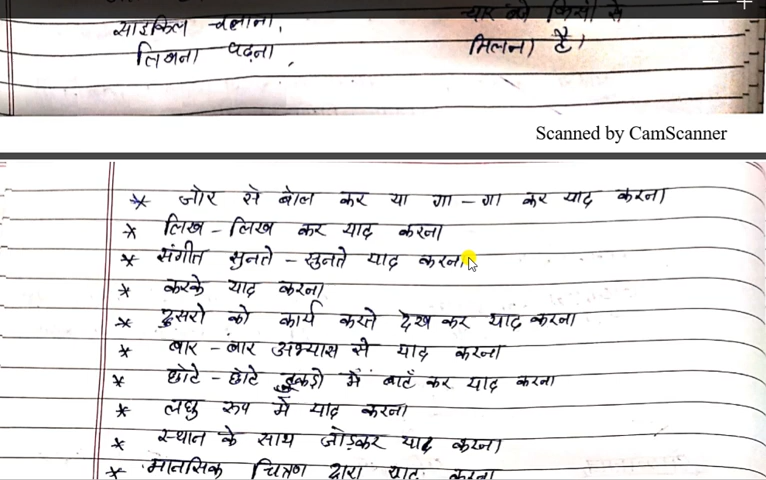 साइकिल चलाना,
लिखना पढ़ना,
मिलना है।
Scanned by CamScanner
* जोर से बोल कर या गा - गा कर याद करना
* लिख - लिख कर याद करना
* संगीत सुनते - सुनते याद करना
* करके याद करना
* दुसरो को कार्य करते देख कर याद करना
* बार - बार अभ्यास से याद करना
* छोटे - छोटे टुकड़ो में बाटँ कर याद करना
* लघु रुप में याद करना
* स्थान के साथ जोड़कर याद करना
* मानसिक चित्रण द्वारा याद करना